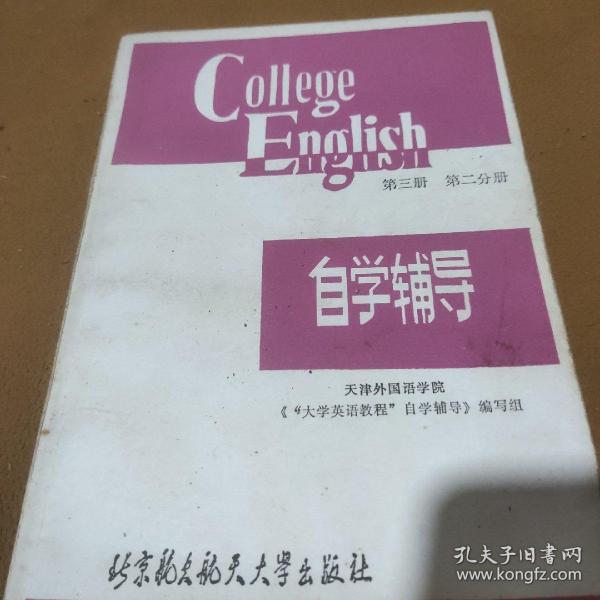 College
English
第三册 第二分册
自学辅导
天津外国语学院
《“大学英语教程”自学辅导》编写组
北京航空航天大学出版社
孔夫子旧书网
www.kongfz.com